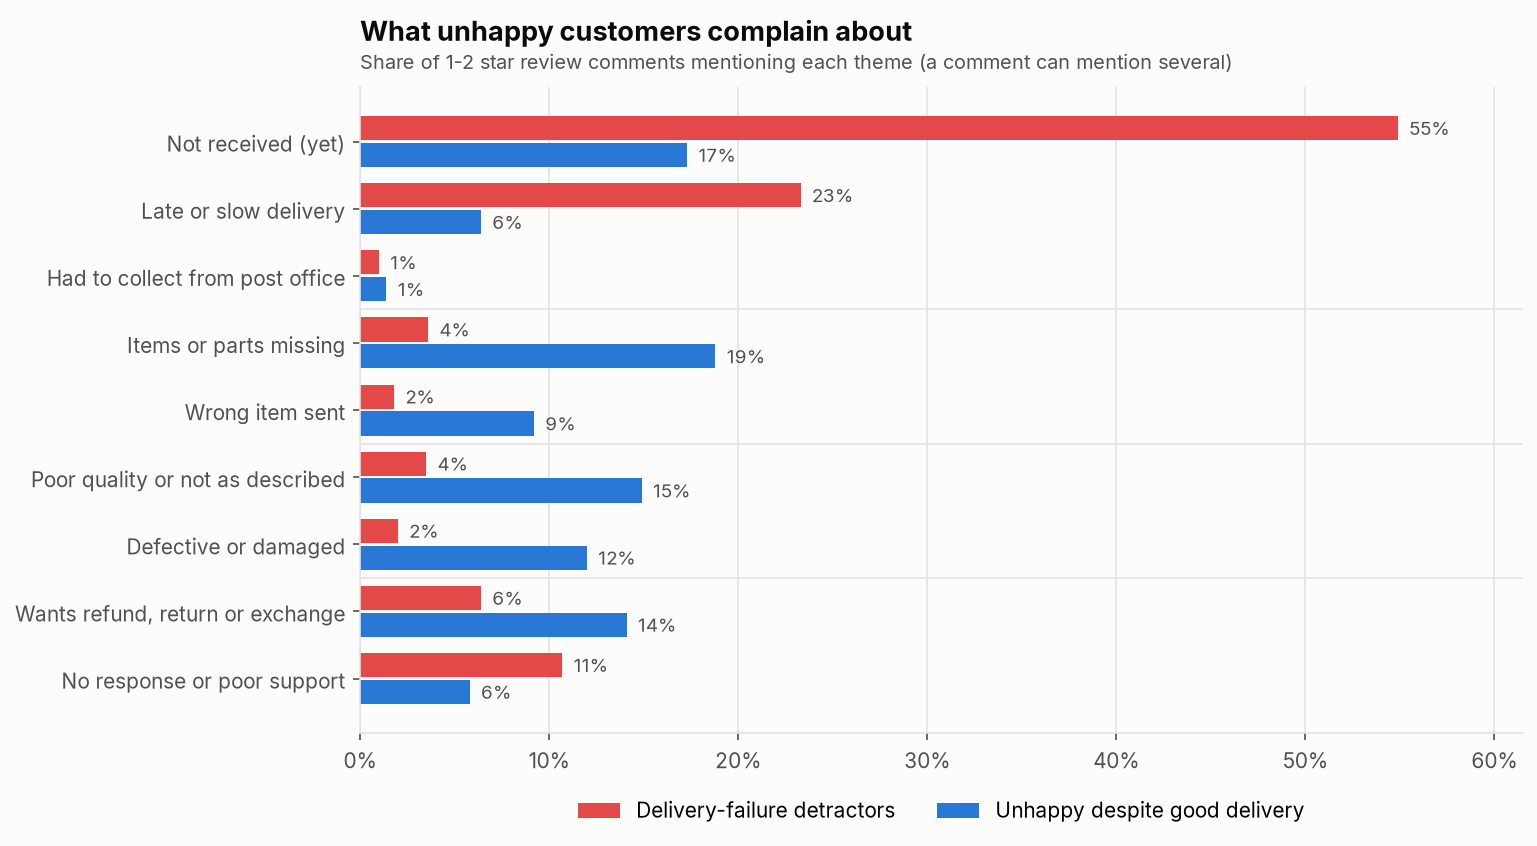 What unhappy customers complain about
Share of 1-2 star review comments mentioning each theme (a comment can mention several)
Not received (yet)
55%
17%
Late or slow delivery
23%
6%
Had to collect from post office
1%
1%
Items or parts missing
4%
19%
Wrong item sent
2%
9%
Poor quality or not as described
4%
15%
Defective or damaged
2%
12%
Wants refund, return or exchange
6%
14%
No response or poor support
11%
6%
0% 10% 20% 30% 40% 50% 60%
Delivery-failure detractors Unhappy despite good delivery